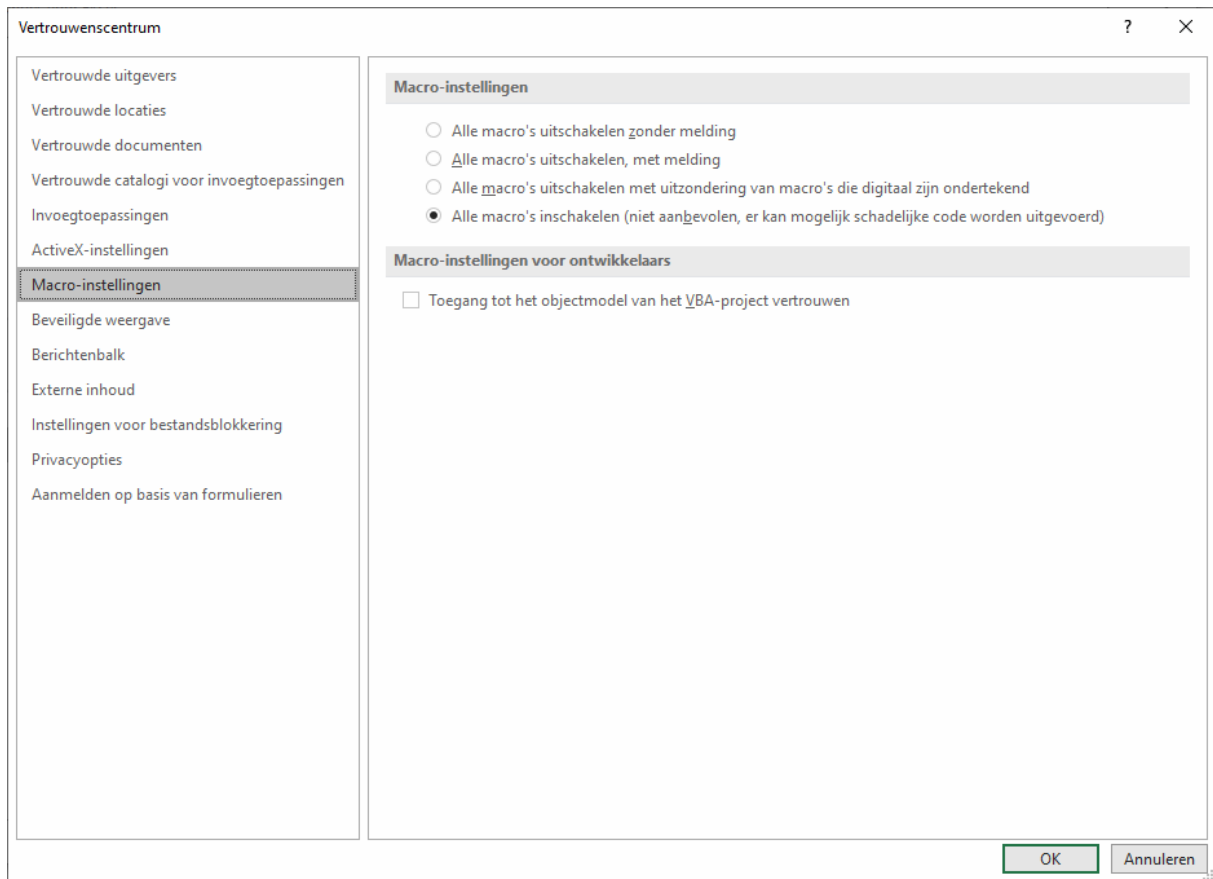 Vertrouwenscentrum
?
Vertrouwde uitgevers
Vertrouwde locaties
Vertrouwde documenten
Vertrouwde catalogi voor invoegtoepassingen
Invoegtoepassingen
ActiveX-instellingen
Macro-instellingen
Beveiligde weergave
Berichtenbalk
Externe inhoud
Instellingen voor bestandsblokkering
Privacyopties
Aanmelden op basis van formulieren
Macro-instellingen
Alle macro's uitschakelen zonder melding
Alle macro's uitschakelen, met melding
Alle macro's uitschakelen met uitzondering van macro's die digitaal zijn ondertekend
Alle macro's inschakelen (niet aanbevolen, er kan mogelijk schadelijke code worden uitgevoerd)
Macro-instellingen voor ontwikkelaars
Toegang tot het objectmodel van het VBA-project vertrouwen
OK
Annuleren